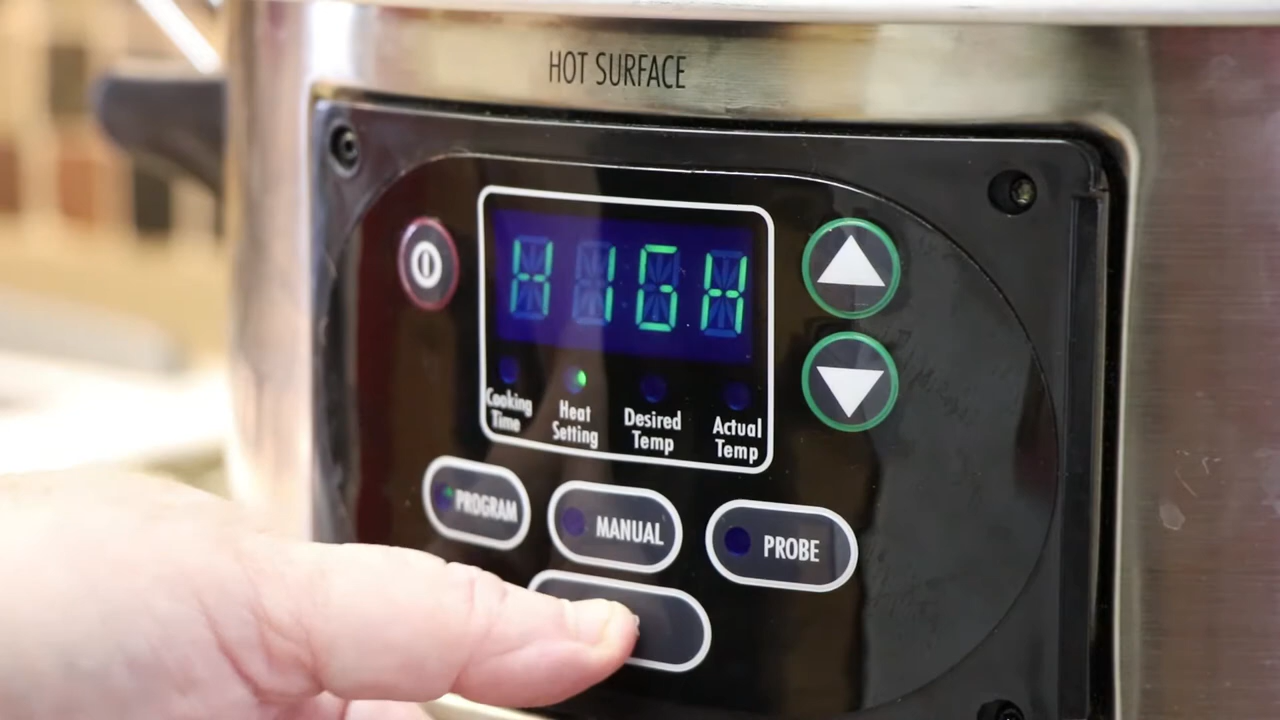 HOT SURFACE
HIGH
Cooking
Time
Heat
Setting
Desired
Temp
Actual
Temp
PROGRAM
MANUAL
PROBE